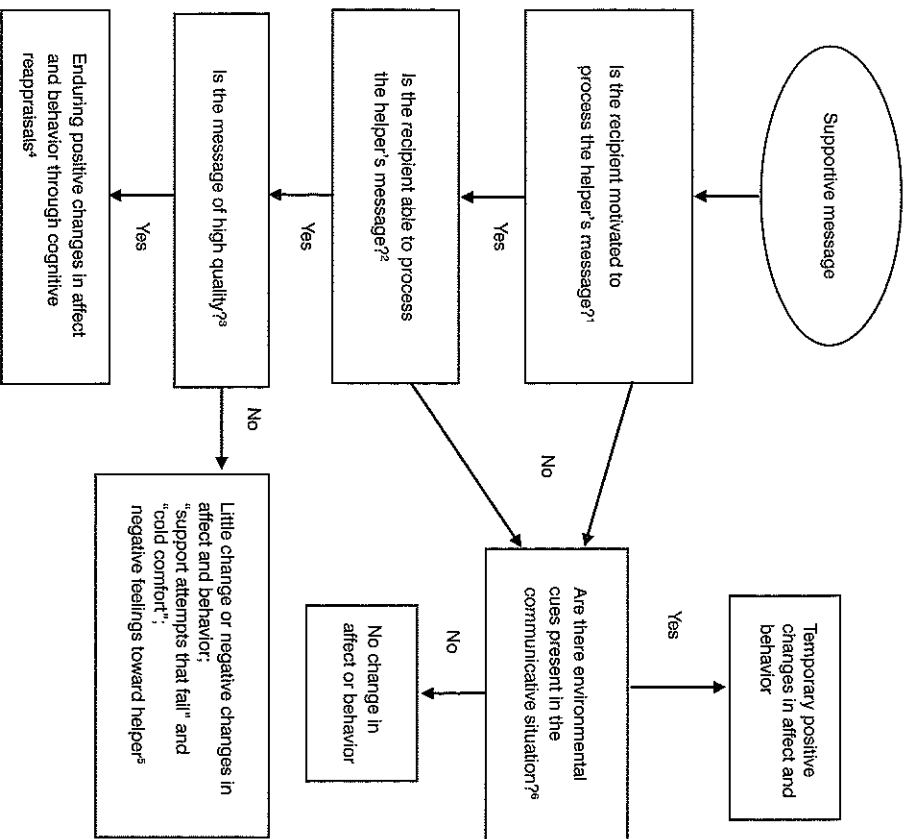 Supportive message
Is the recipient motivated to
process the helper's message?¹
Yes
Is the recipient able to process
the helper's message?²
Yes
Is the message of high quality?³
Yes
Enduring positive changes in affect
and behavior through cognitive
reappraisals⁴
No
Little change or negative changes in
affect and behavior;
"support attempts that fail" and
"cold comfort";
negative feelings toward helper⁵
No
Are there environmental
cues present in the
communicative situation?⁶
Yes
Temporary positive
changes in affect and
behavior
No
No change in
affect or behavior